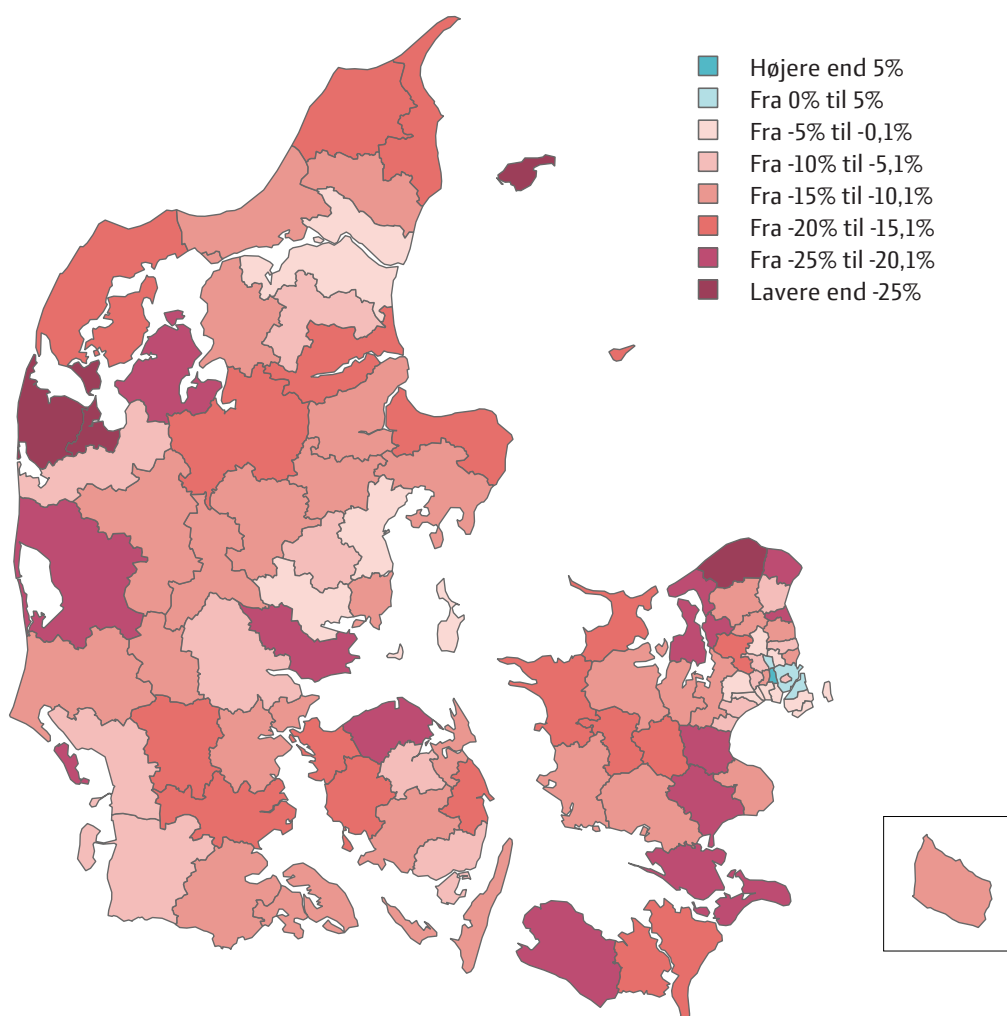 Højere end 5%
Fra 0% til 5%
Fra -5% til -0,1%
Fra -10% til -5,1%
Fra -15% til -10,1%
Fra -20% til -15,1%
Fra -25% til -20,1%
Lavere end -25%